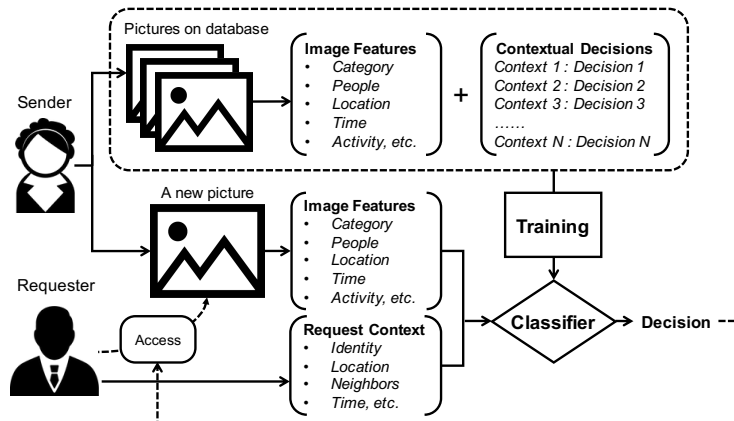 Pictures on database
Image Features
• Category
• People
• Location
• Time
• Activity, etc.
+
Contextual Decisions
Context 1 : Decision 1
Context 2 : Decision 2
Context 3 : Decision 3
......
Context N : Decision N
Sender
A new picture
Image Features
• Category
• People
• Location
• Time
• Activity, etc.
Training
Requester
Access
Request Context
• Identity
• Location
• Neighbors
• Time, etc.
Classifier
Decision